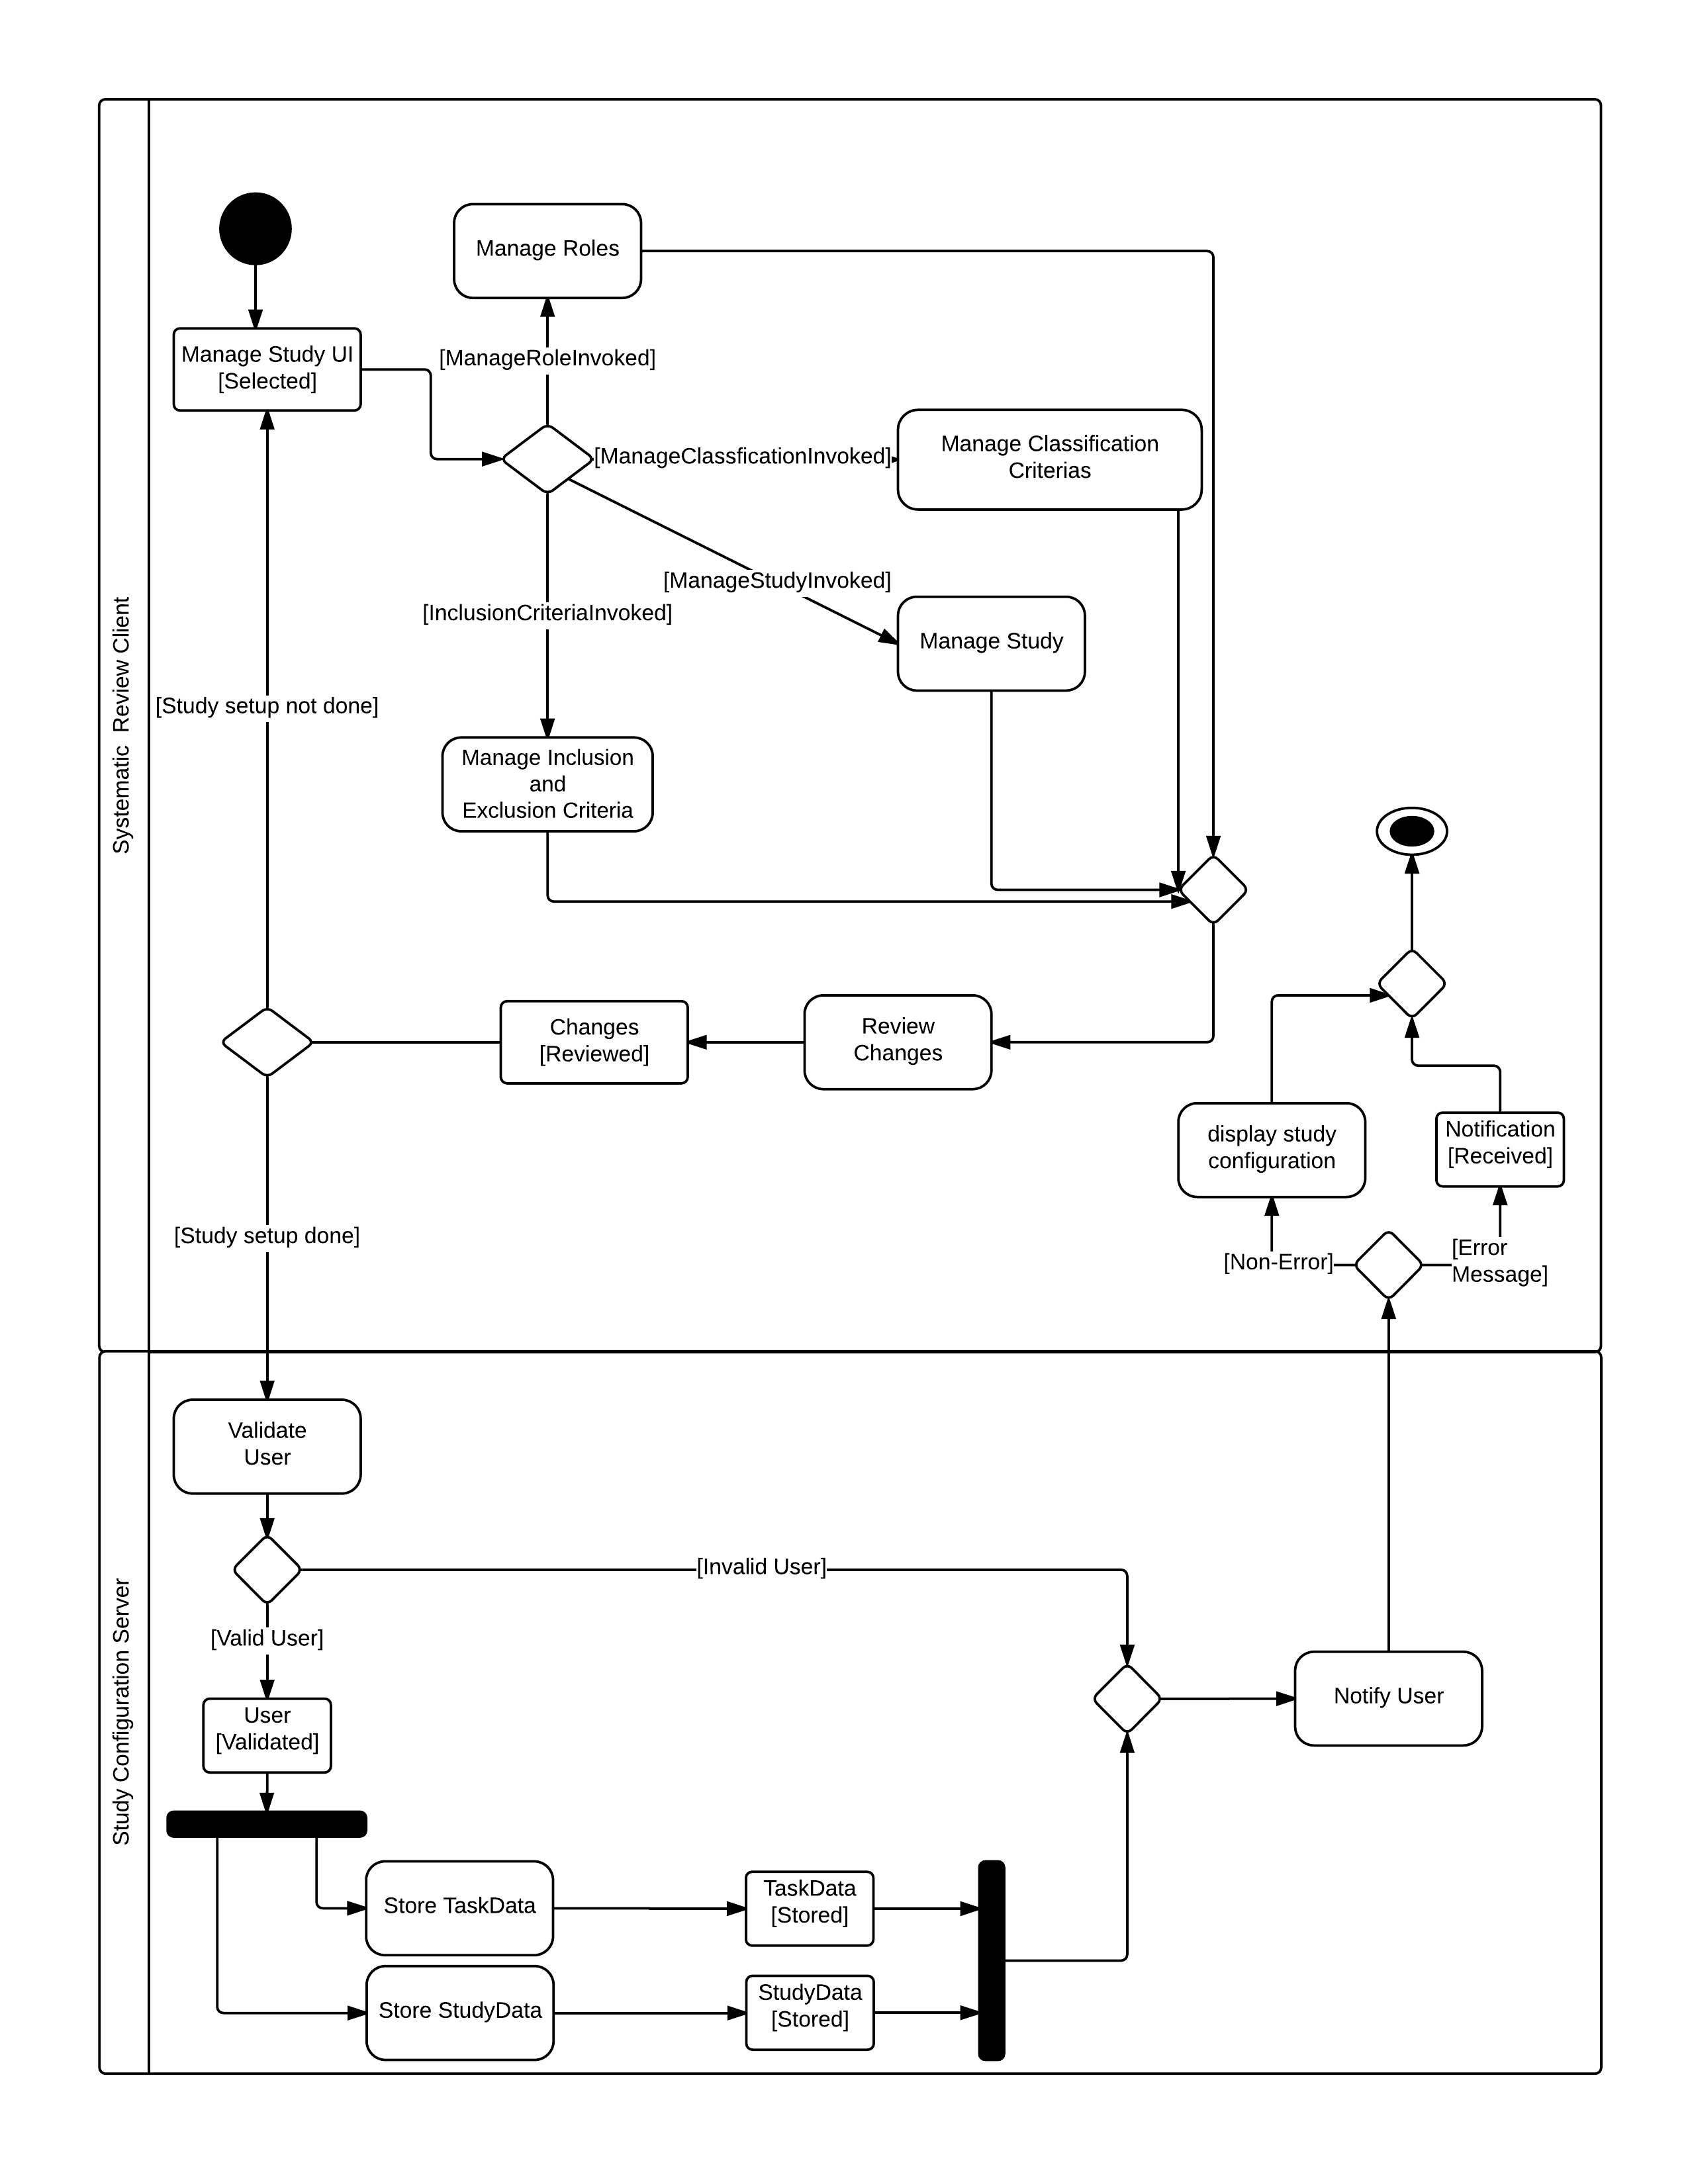 Systematic  Review Client
Manage Roles
Manage Study UI
[Selected]
[ManageRoleInvoked]
[ManageClassficationInvoked]
Manage Classification
Criterias
[ManageStudyInvoked]
[InclusionCriteriaInvoked]
Manage Study
[Study setup not done]
Manage Inclusion
and
Exclusion Criteria
Changes
[Reviewed]
Review
Changes
display study
configuration
Notification
[Received]
[Study setup done]
[Non-Error]
[Error
Message]
Study Configuration Server
Validate
User
[Invalid User]
[Valid User]
User
[Validated]
Notify User
Store TaskData
TaskData
[Stored]
Store StudyData
StudyData
[Stored]